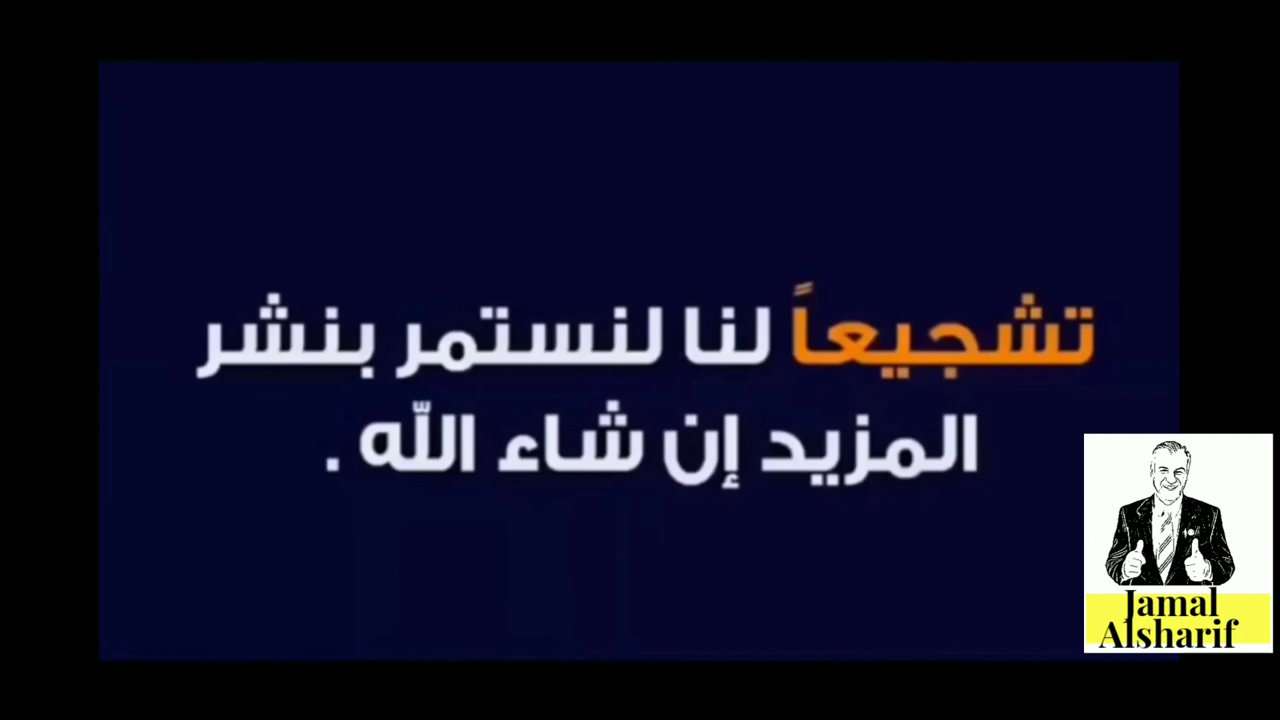 تشجيعاً لنا لنستمر بنشر
المزيد إن شاء الله .
Jamal
Alsharif